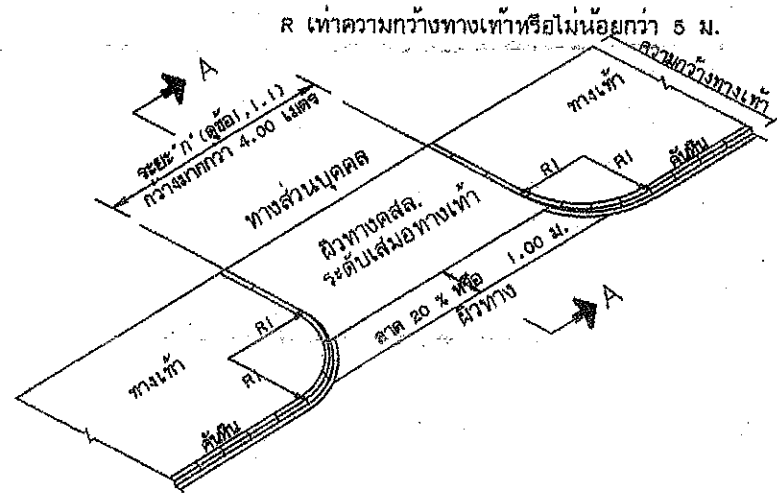 R เท่าความกว้างทางเท้าหรือไม่น้อยกว่า 5 ม.
A
ความกว้างทางเท้า
ระยะ"ก" (ดูข้อ1,1.1)
กว้างมากกว่า 4.00 เมตร
ทางเท้า
ทางส่วนบุคคล
R1
R1
คันหิน
ผิวทางคสล.
ระดับเสมอทางเท้า
ลาด 20 % หรือ 1.00 ม.
ผิวทาง
A
R1
ทางเท้า
R1
คันหิน